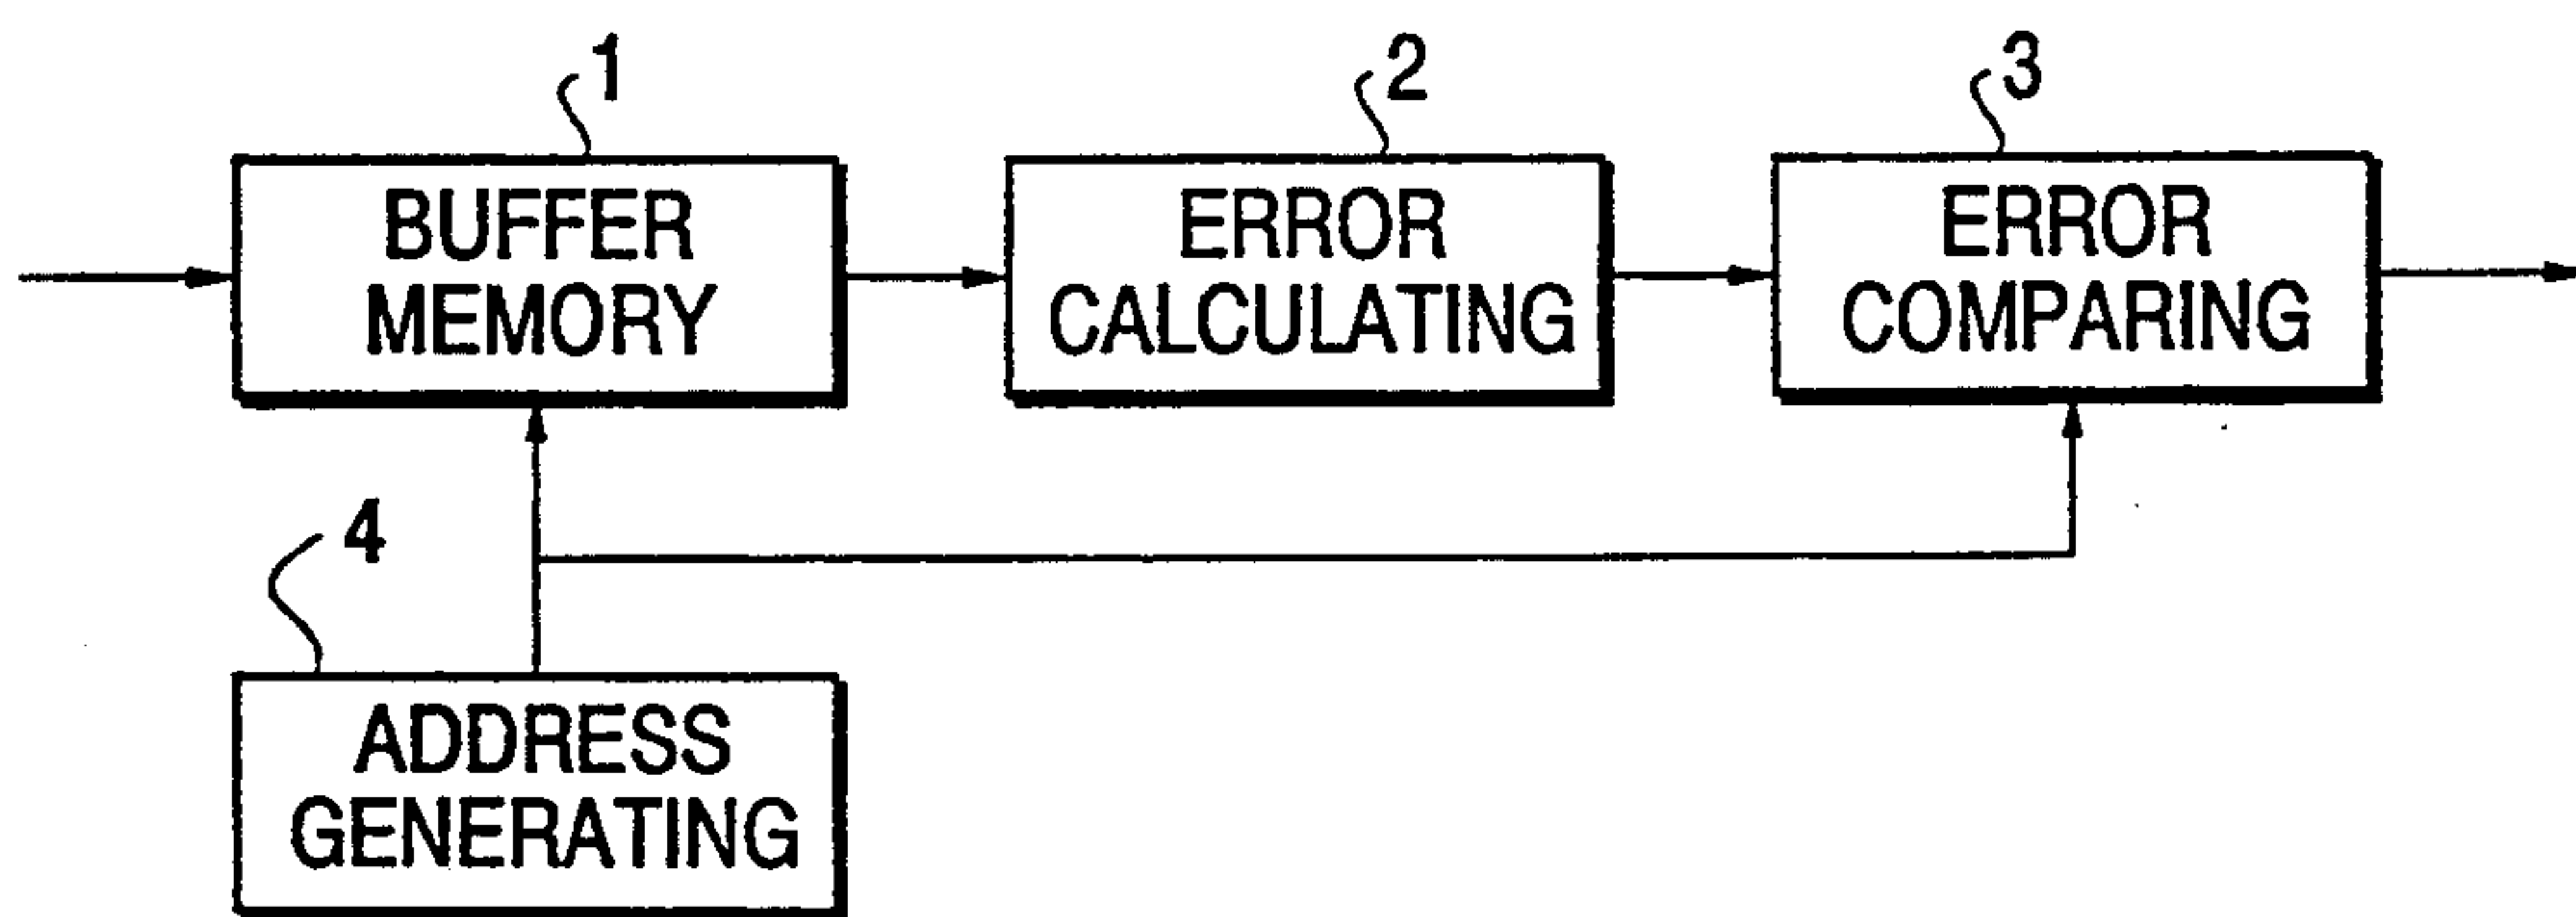 1
BUFFER
MEMORY
2
ERROR
CALCULATING
3
ERROR
COMPARING
4
ADDRESS
GENERATING